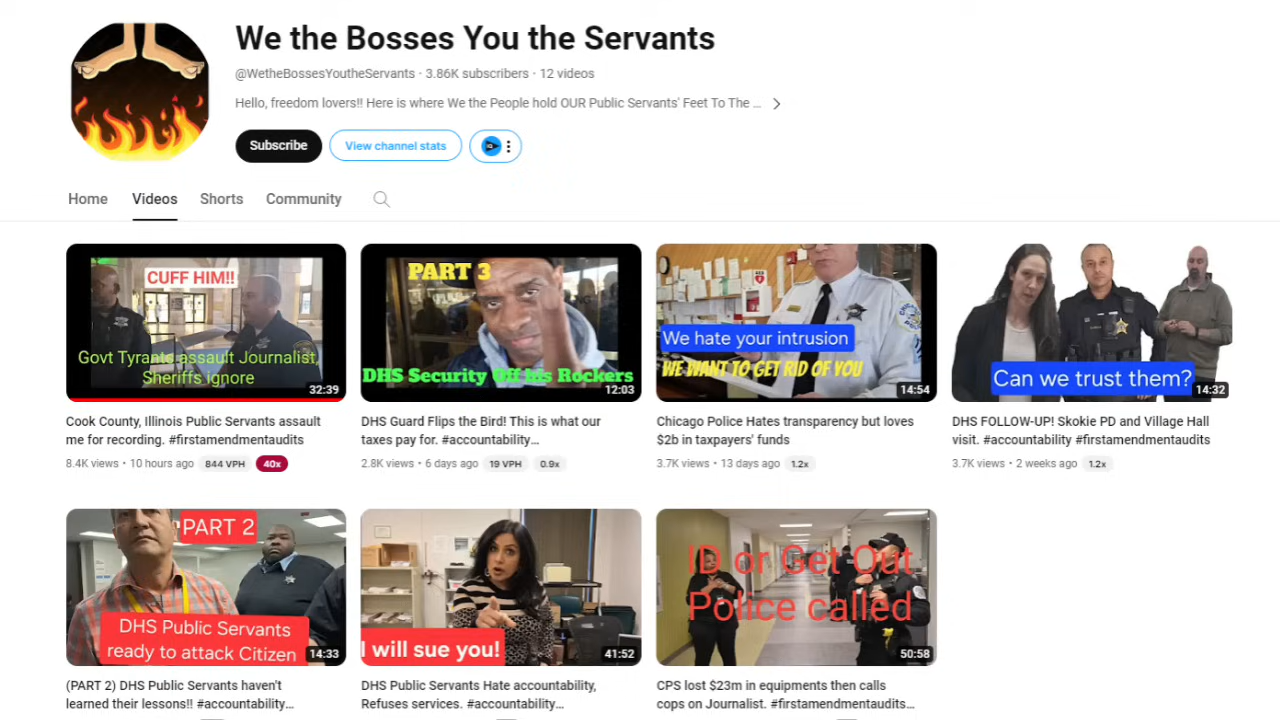 We the Bosses You the Servants
@WetheBossesYoutheServants · 3.86K subscribers · 12 videos
Hello, freedom lovers!! Here is where We the People hold OUR Public Servants' Feet To The ...
Subscribe
View channel stats
Home
Videos
Shorts
Community
CUFF HIM!!
Govt Tyrants assault Journalist,
Sheriffs ignore
32:39
PART 3
DHS Security Off his Rockers
12:03
We hate your intrusion
WE WANT TO GET RID OF YOU
14:54
Can we trust them?
14:32
Cook County, Illinois Public Servants assault
me for recording. #firstamendmentaudits
8.4K views · 10 hours ago 844 VPH 40x
DHS Guard Flips the Bird! This is what our
taxes pay for. #accountability...
2.8K views · 6 days ago 19 VPH 0.9x
Chicago Police Hates transparency but loves
$2b in taxpayers' funds
3.7K views · 13 days ago 1.2x
DHS FOLLOW-UP! Skokie PD and Village Hall
visit. #accountability #firstamendmentaudits
3.7K views · 2 weeks ago 1.2x
PART 2
DHS Public Servants
ready to attack Citizen
14:33
I will sue you!
41:52
ID or Get Out
Police called
50:58
(PART 2) DHS Public Servants haven't
learned their lessons!! #accountability...
DHS Public Servants Hate accountability,
Refuses services. #accountability...
CPS lost $23m in equipments then calls
cops on Journalist. #firstamendmentaudits...